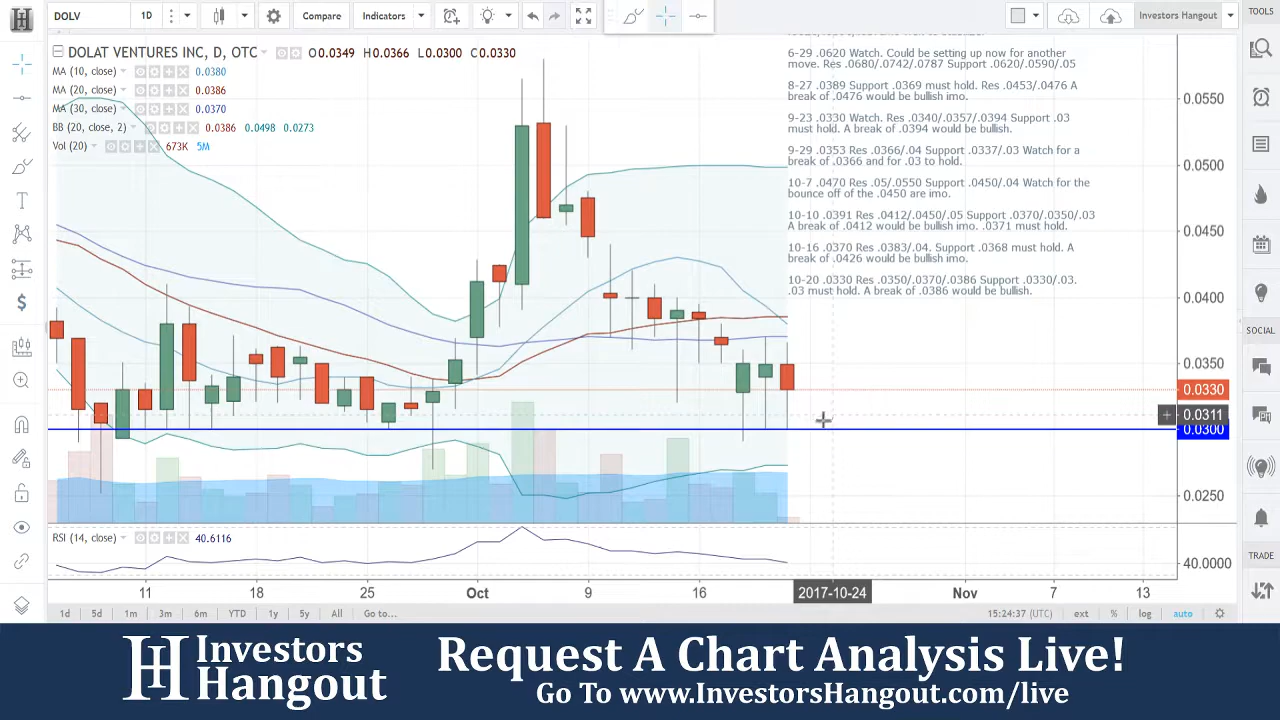 DOLV
1D
Compare
Indicators
Investors Hangout
TOOLS
DOLAT VENTURES INC, D, OTC
O0.0349 H0.0366 L0.0300 C0.0330
MA (10, close) 0.0380
MA (20, close) 0.0386
MA (30, close) 0.0370
BB (20, close, 2) 0.0386 0.0498 0.0273
Vol (20) 673K 5M
6-29 .0620 Watch. Could be setting up now for another
move. Res .0680/.0742/.0787 Support .0620/.0590/.05
8-27 .0389 Support .0369 must hold. Res .0453/.0476 A
break of .0476 would be bullish imo.
9-23 .0330 Watch. Res .0340/.0357/.0394 Support .03
must hold. A break of .0394 would be bullish.
9-29 .0353 Res .0366/.04 Support .0337/.03 Watch for a
break of .0366 and for .03 to hold.
10-7 .0470 Res .05/.0550 Support .0450/.04 Watch for the
bounce off of the .0450 are imo.
10-10 .0391 Res .0412/.0450/.05 Support .0370/.0350/.03
A break of .0412 would be bullish imo. .0371 must hold.
10-16 .0370 Res .0383/.04. Support .0368 must hold. A
break of .0426 would be bullish imo.
10-20 .0330 Res .0350/.0370/.0386 Support .0330/.03.
.03 must hold. A break of .0386 would be bullish.
0.0550
0.0500
0.0450
0.0400
0.0350
0.0330
0.0311
0.0300
0.0250
SOCIAL
RSI (14, close) 40.6116
40.0000
TRADE
11
18
25
Oct
9
16
2017-10-24
Nov
7
13
1d 5d 1m 3m 6m YTD 1y 5y All Go to...
15:24:37 (UTC) ext % log auto
Investors
Hangout
Request A Chart Analysis Live!
Go To www.InvestorsHangout.com/live